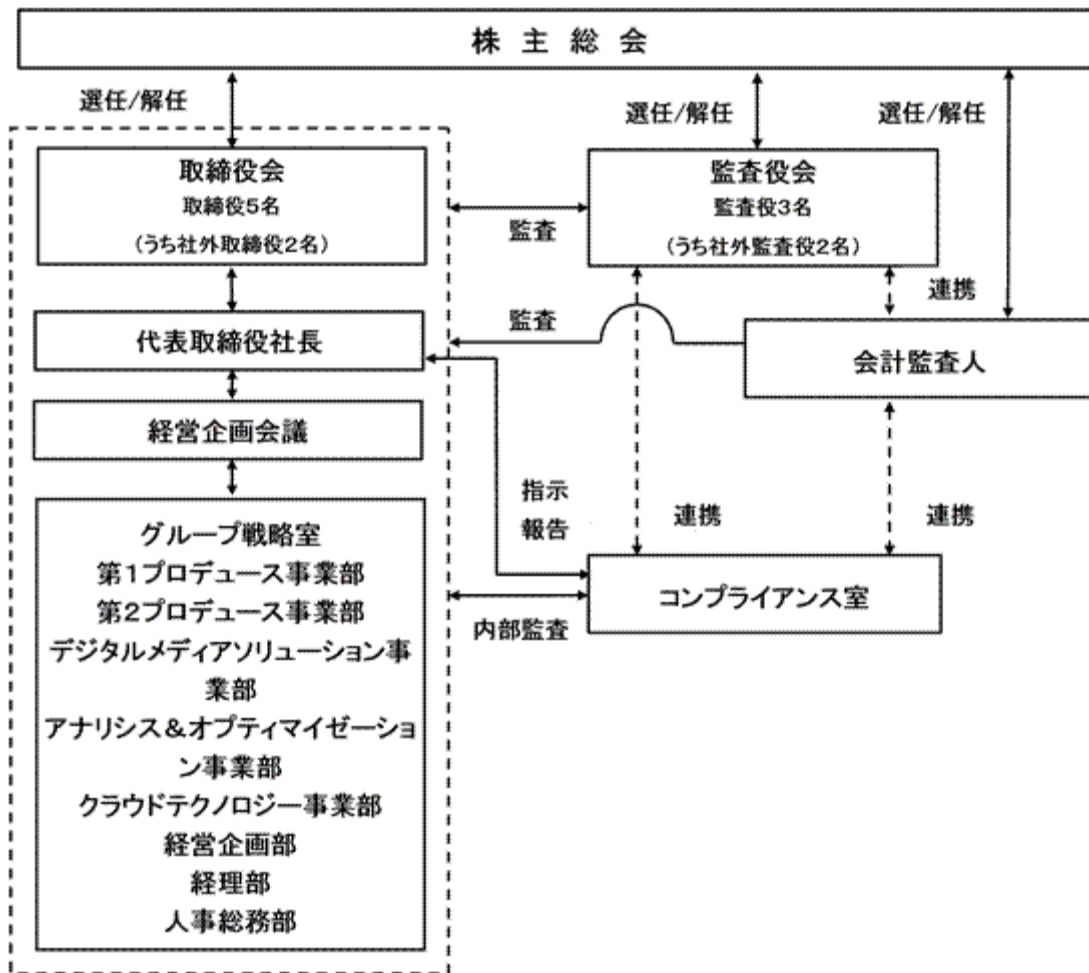 株主総会
選任/解任
選任/解任
選任/解任
取締役会
取締役5名
(うち社外取締役2名)
監査
監査役会
監査役3名
(うち社外監査役2名)
連携
代表取締役社長
監査
会計監査人
経営企画会議
指示
報告
連携
連携
グループ戦略室
第1プロデュース事業部
第2プロデュース事業部
デジタルメディアソリューション事
業部
アナリシス&オプティマイゼーショ
ン事業部
クラウドテクノロジー事業部
経営企画部
経理部
人事総務部
コンプライアンス室
内部監査